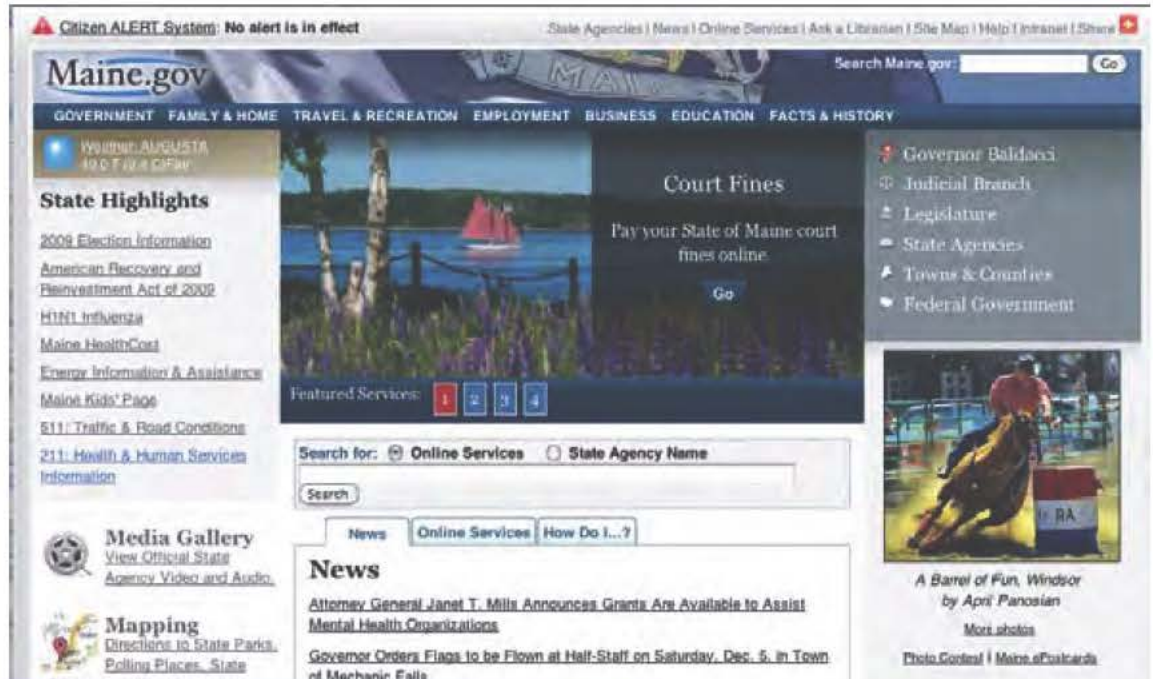 Citizen ALERT System: No alert is in effect
State Agencies | News | Online Services | Ask a Librarian | Site Map | Help | Intranet | Share
Maine.gov
Search Maine.gov:
Go
GOVERNMENT FAMILY & HOME TRAVEL & RECREATION EMPLOYMENT BUSINESS EDUCATION FACTS & HISTORY
Weather: AUGUSTA
State Highlights
2009 Election Information
American Recovery and
Reinvestment Act of 2009
H1N1 Influenza
Maine HealthCost
Energy Information & Assistance
Maine Kids' Page
511: Traffic & Road Conditions
211: Health & Human Services
Information
Media Gallery
View Official State
Agency Video and Audio.
Mapping
Directions to State Parks,
Polling Places, State
Court Fines
Pay your State of Maine court
fines online
Go
Featured Services: 1 2 3 4
Search for: Online Services State Agency Name
Search
News Online Services How Do I...?
News
Attorney General Janet T. Mills Announces Grants Are Available to Assist
Mental Health Organizations
Governor Orders Flags to be Flown at Half-Staff on Saturday, Dec. 5, in Town
of Mechanic Falls
Governor Baldacci
Judicial Branch
Legislature
State Agencies
Towns & Counties
Federal Government
RA
A Barrel of Fun, Windsor
by April Panosian
More photos
Photo Contest | Maine ePostcards